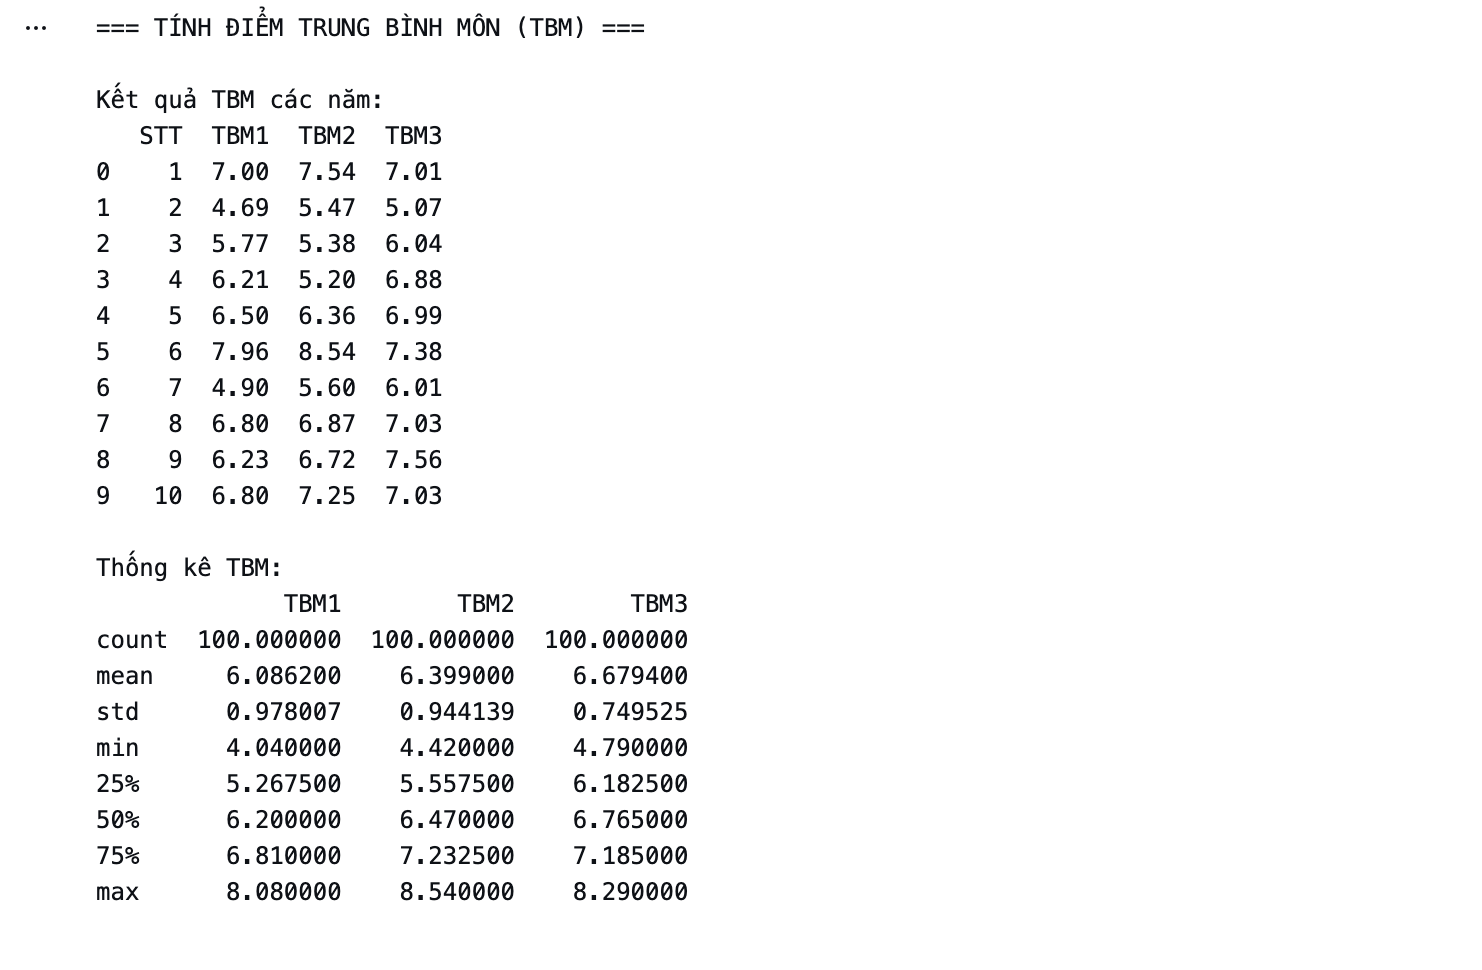 ... === TÍNH ĐIỂM TRUNG BÌNH MÔN (TBM) ===
Kết quả TBM các năm:
STT TBM1 TBM2 TBM3
0 1 7.00 7.54 7.01
1 2 4.69 5.47 5.07
2 3 5.77 5.38 6.04
3 4 6.21 5.20 6.88
4 5 6.50 6.36 6.99
5 6 7.96 8.54 7.38
6 7 4.90 5.60 6.01
7 8 6.80 6.87 7.03
8 9 6.23 6.72 7.56
9 10 6.80 7.25 7.03
Thống kê TBM:
TBM1 TBM2 TBM3
count 100.000000 100.000000 100.000000
mean 6.086200 6.399000 6.679400
std 0.978007 0.944139 0.749525
min 4.040000 4.420000 4.790000
25% 5.267500 5.557500 6.182500
50% 6.200000 6.470000 6.765000
75% 6.810000 7.232500 7.185000
max 8.080000 8.540000 8.290000